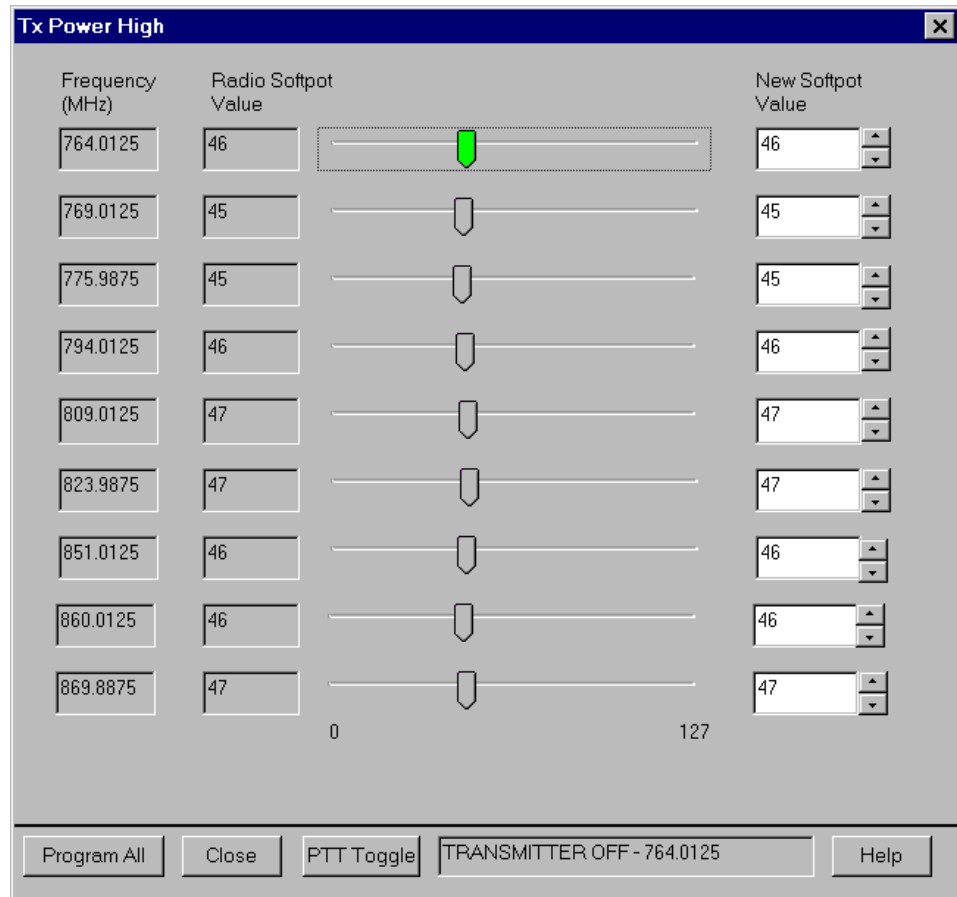 Tx Power High
Frequency (MHz)
Radio Softpot Value
New Softpot Value
764.0125 46 46
769.0125 45 45
775.9875 45 45
794.0125 46 46
809.0125 47 47
823.9875 47 47
851.0125 46 46
860.0125 46 46
869.8875 47 47
0 127
Program All Close PTT Toggle TRANSMITTER OFF - 764.0125 Help